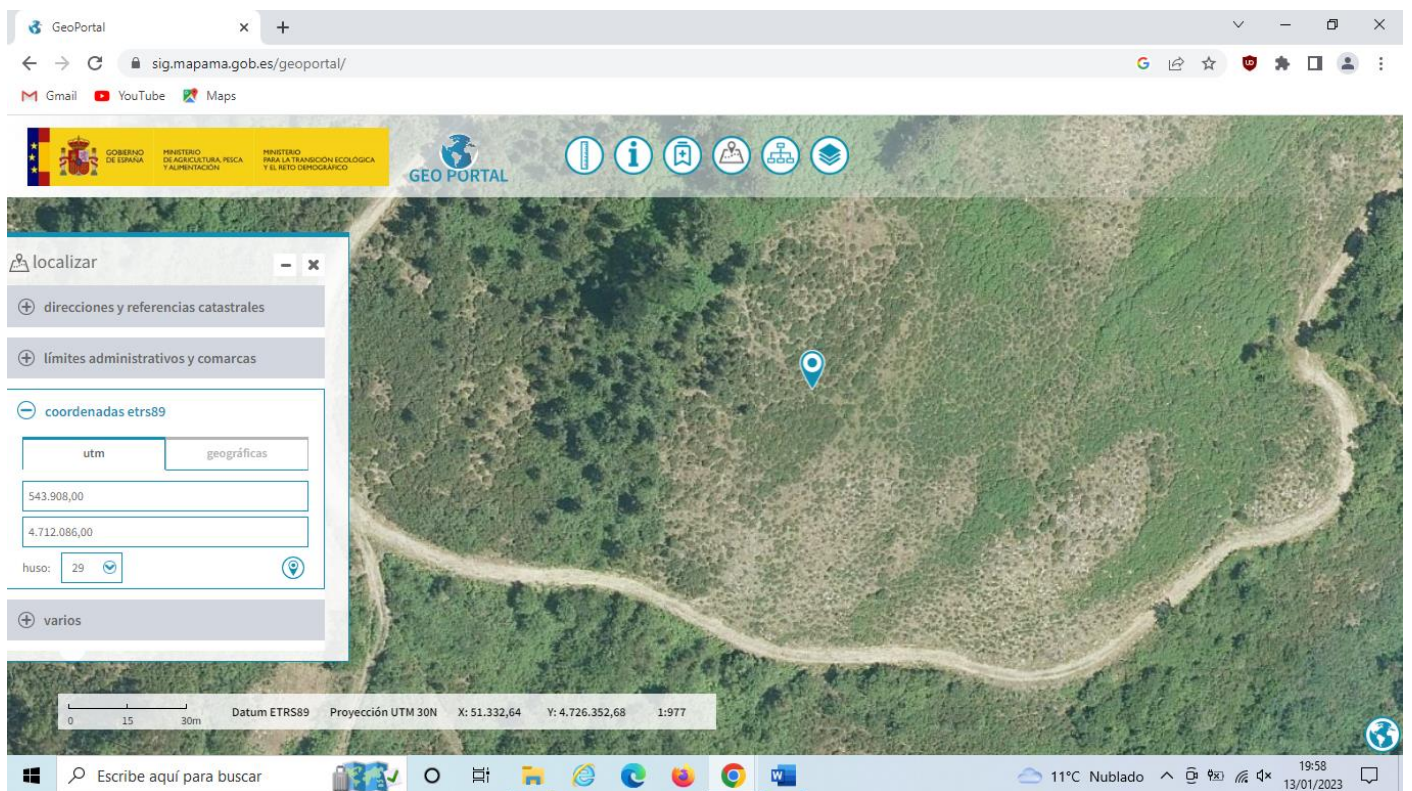 GeoPortal
sig.mapama.gob.es/geoportal/
Gmail YouTube Maps
GOBIERNO DE ESPAÑA
MINISTERIO DE AGRICULTURA, PESCA Y ALIMENTACIÓN
MINISTERIO PARA LA TRANSICIÓN ECOLÓGICA Y EL RETO DEMOGRÁFICO
GEO PORTAL
localizar
direcciones y referencias catastrales
límites administrativos y comarcas
coordenadas etrs89
utm geográficas
543.908,00
4.712.086,00
huso: 29
varios
0 15 30m Datum ETRS89 Proyección UTM 30N X: 51.332,64 Y: 4.726.352,68 1:977
Escribe aquí para buscar
11°C Nublado
19:58
13/01/2023